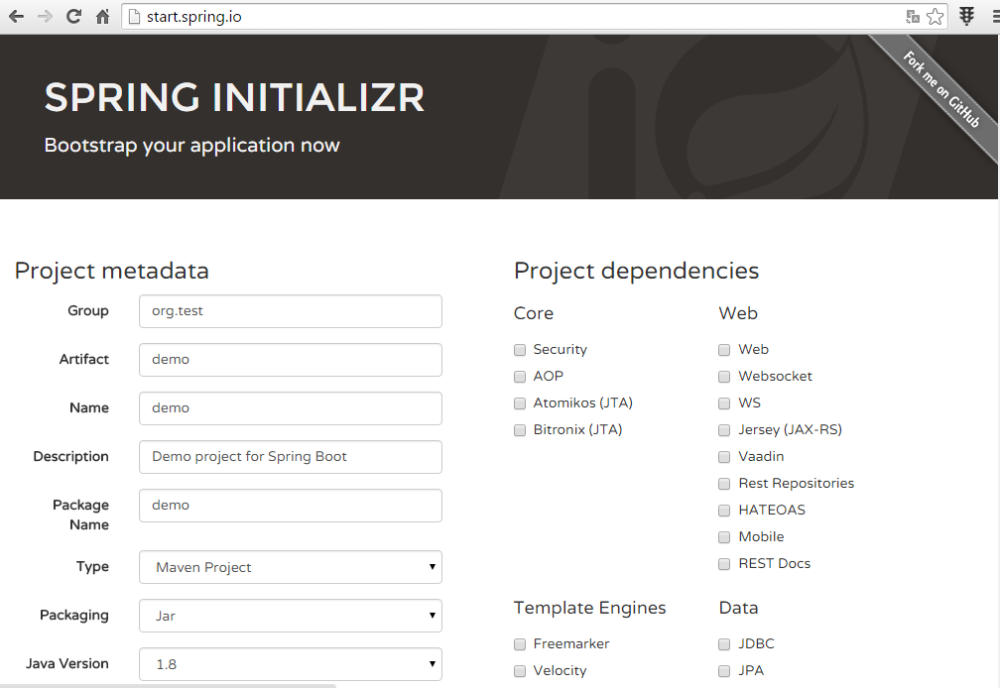 start.spring.io
Fork me on GitHub
SPRING INITIALIZR
Bootstrap your application now
Project metadata
Group
org.test
Artifact
demo
Name
demo
Description
Demo project for Spring Boot
Package
Name
demo
Type
Maven Project
Packaging
Jar
Java Version
1.8
Project dependencies
Core
Security
AOP
Atomikos (JTA)
Bitronix (JTA)
Web
Web
Websocket
WS
Jersey (JAX-RS)
Vaadin
Rest Repositories
HATEOAS
Mobile
REST Docs
Template Engines
Freemarker
Velocity
Data
JDBC
JPA